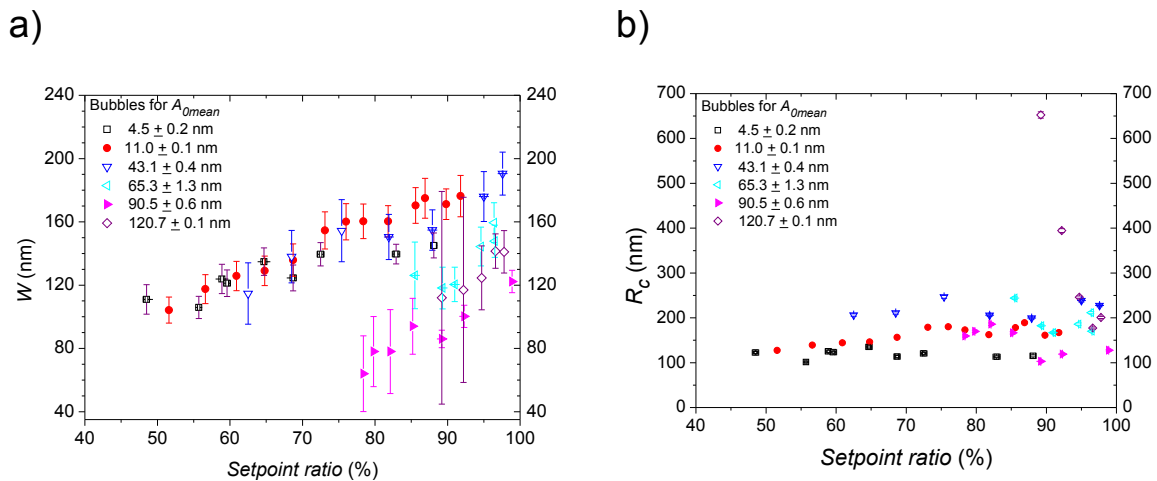 a)
240
200
160
120
80
40
W (nm)
Bubbles for A0mean
4.5 ± 0.2 nm
11.0 ± 0.1 nm
43.1 ± 0.4 nm
65.3 ± 1.3 nm
90.5 ± 0.6 nm
120.7 ± 0.1 nm
240
200
160
120
80
40
40 50 60 70 80 90 100
Setpoint ratio (%)
b)
700
600
500
400
300
200
100
0
Rc (nm)
Bubbles for A0mean
4.5 ± 0.2 nm
11.0 ± 0.1 nm
43.1 ± 0.4 nm
65.3 ± 1.3 nm
90.5 ± 0.6 nm
120.7 ± 0.1 nm
700
600
500
400
300
200
100
0
40 50 60 70 80 90 100
Setpoint ratio (%)